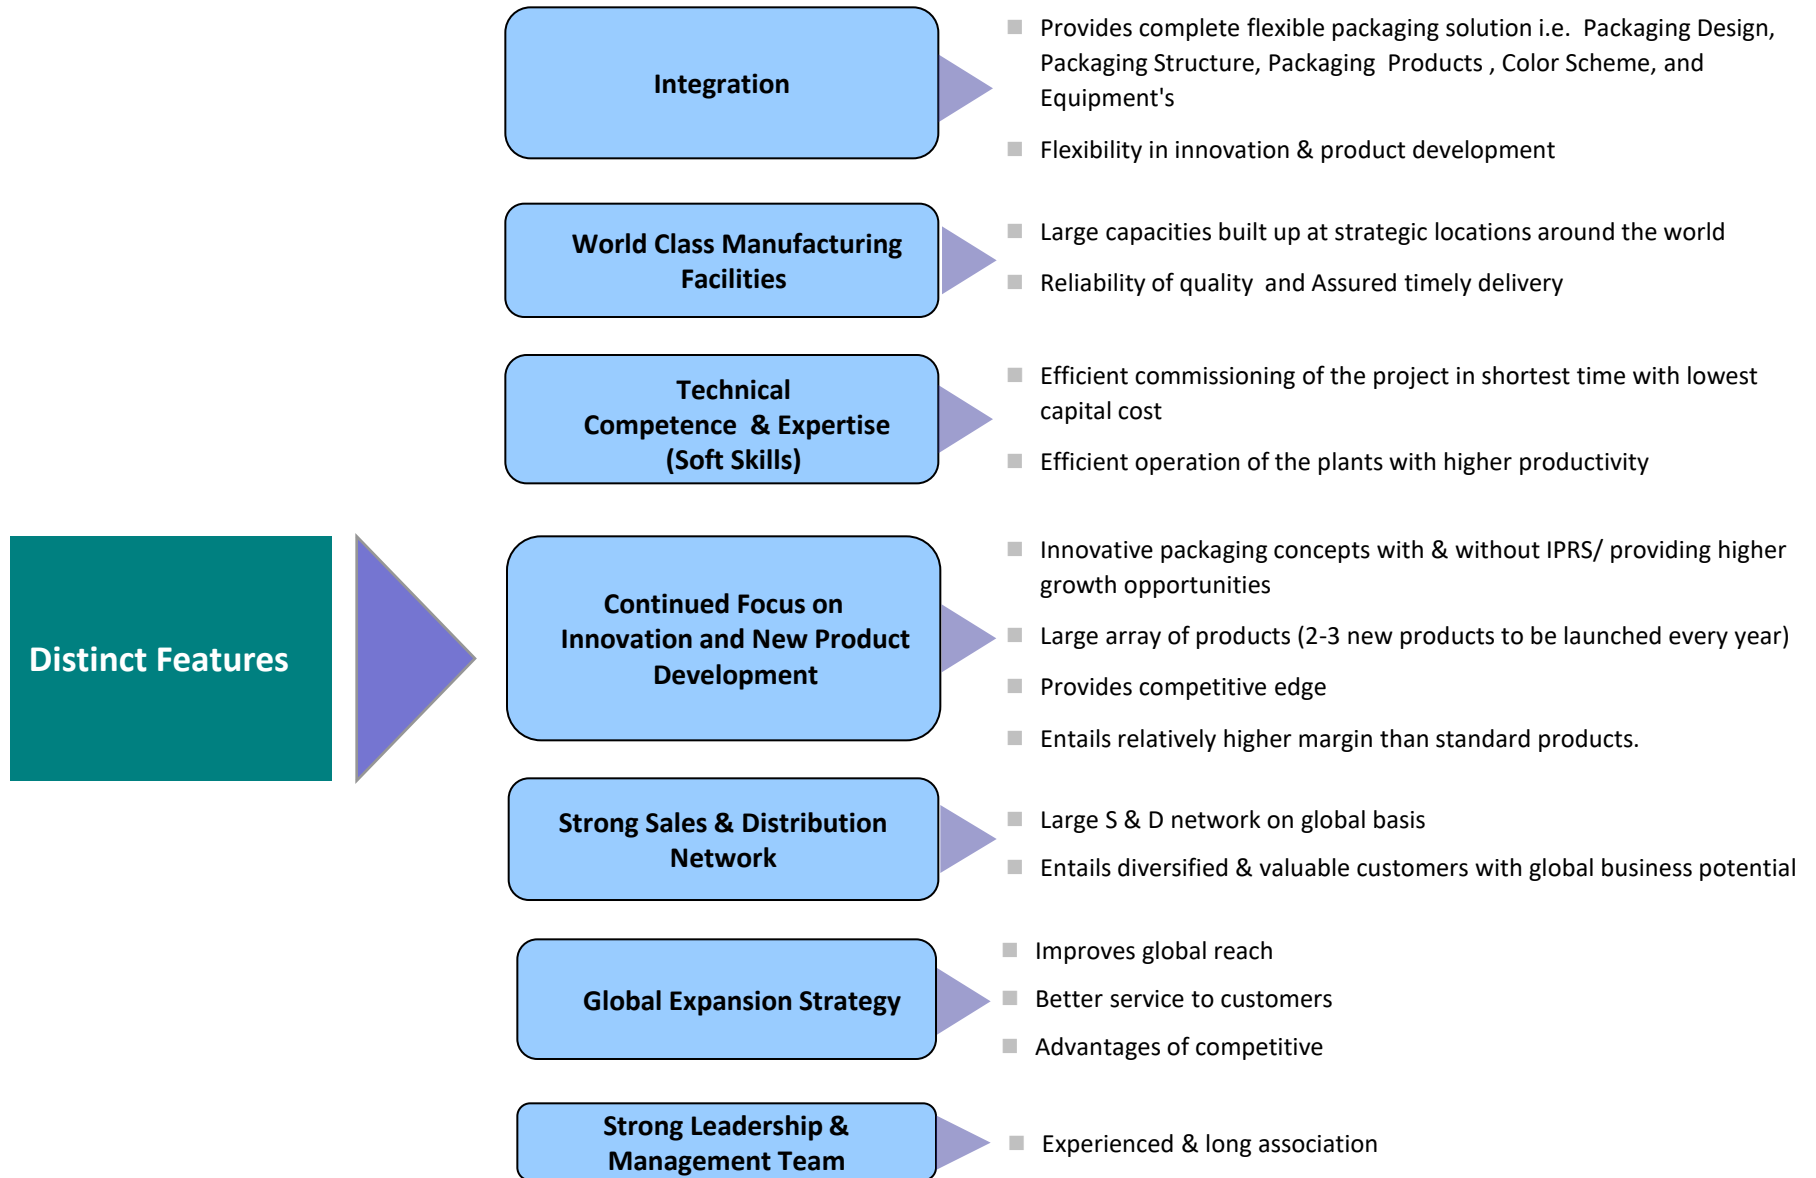 Distinct Features
Integration
Provides complete flexible packaging solution i.e. Packaging Design,
Packaging Structure, Packaging Products , Color Scheme, and
Equipment's
Flexibility in innovation & product development
World Class Manufacturing
Facilities
Large capacities built up at strategic locations around the world
Reliability of quality and Assured timely delivery
Technical
Competence & Expertise
(Soft Skills)
Efficient commissioning of the project in shortest time with lowest
capital cost
Efficient operation of the plants with higher productivity
Continued Focus on
Innovation and New Product
Development
Innovative packaging concepts with & without IPRS/ providing higher
growth opportunities
Large array of products (2-3 new products to be launched every year)
Provides competitive edge
Entails relatively higher margin than standard products.
Strong Sales & Distribution
Network
Large S & D network on global basis
Entails diversified & valuable customers with global business potential
Global Expansion Strategy
Improves global reach
Better service to customers
Advantages of competitive
Strong Leadership &
Management Team
Experienced & long association